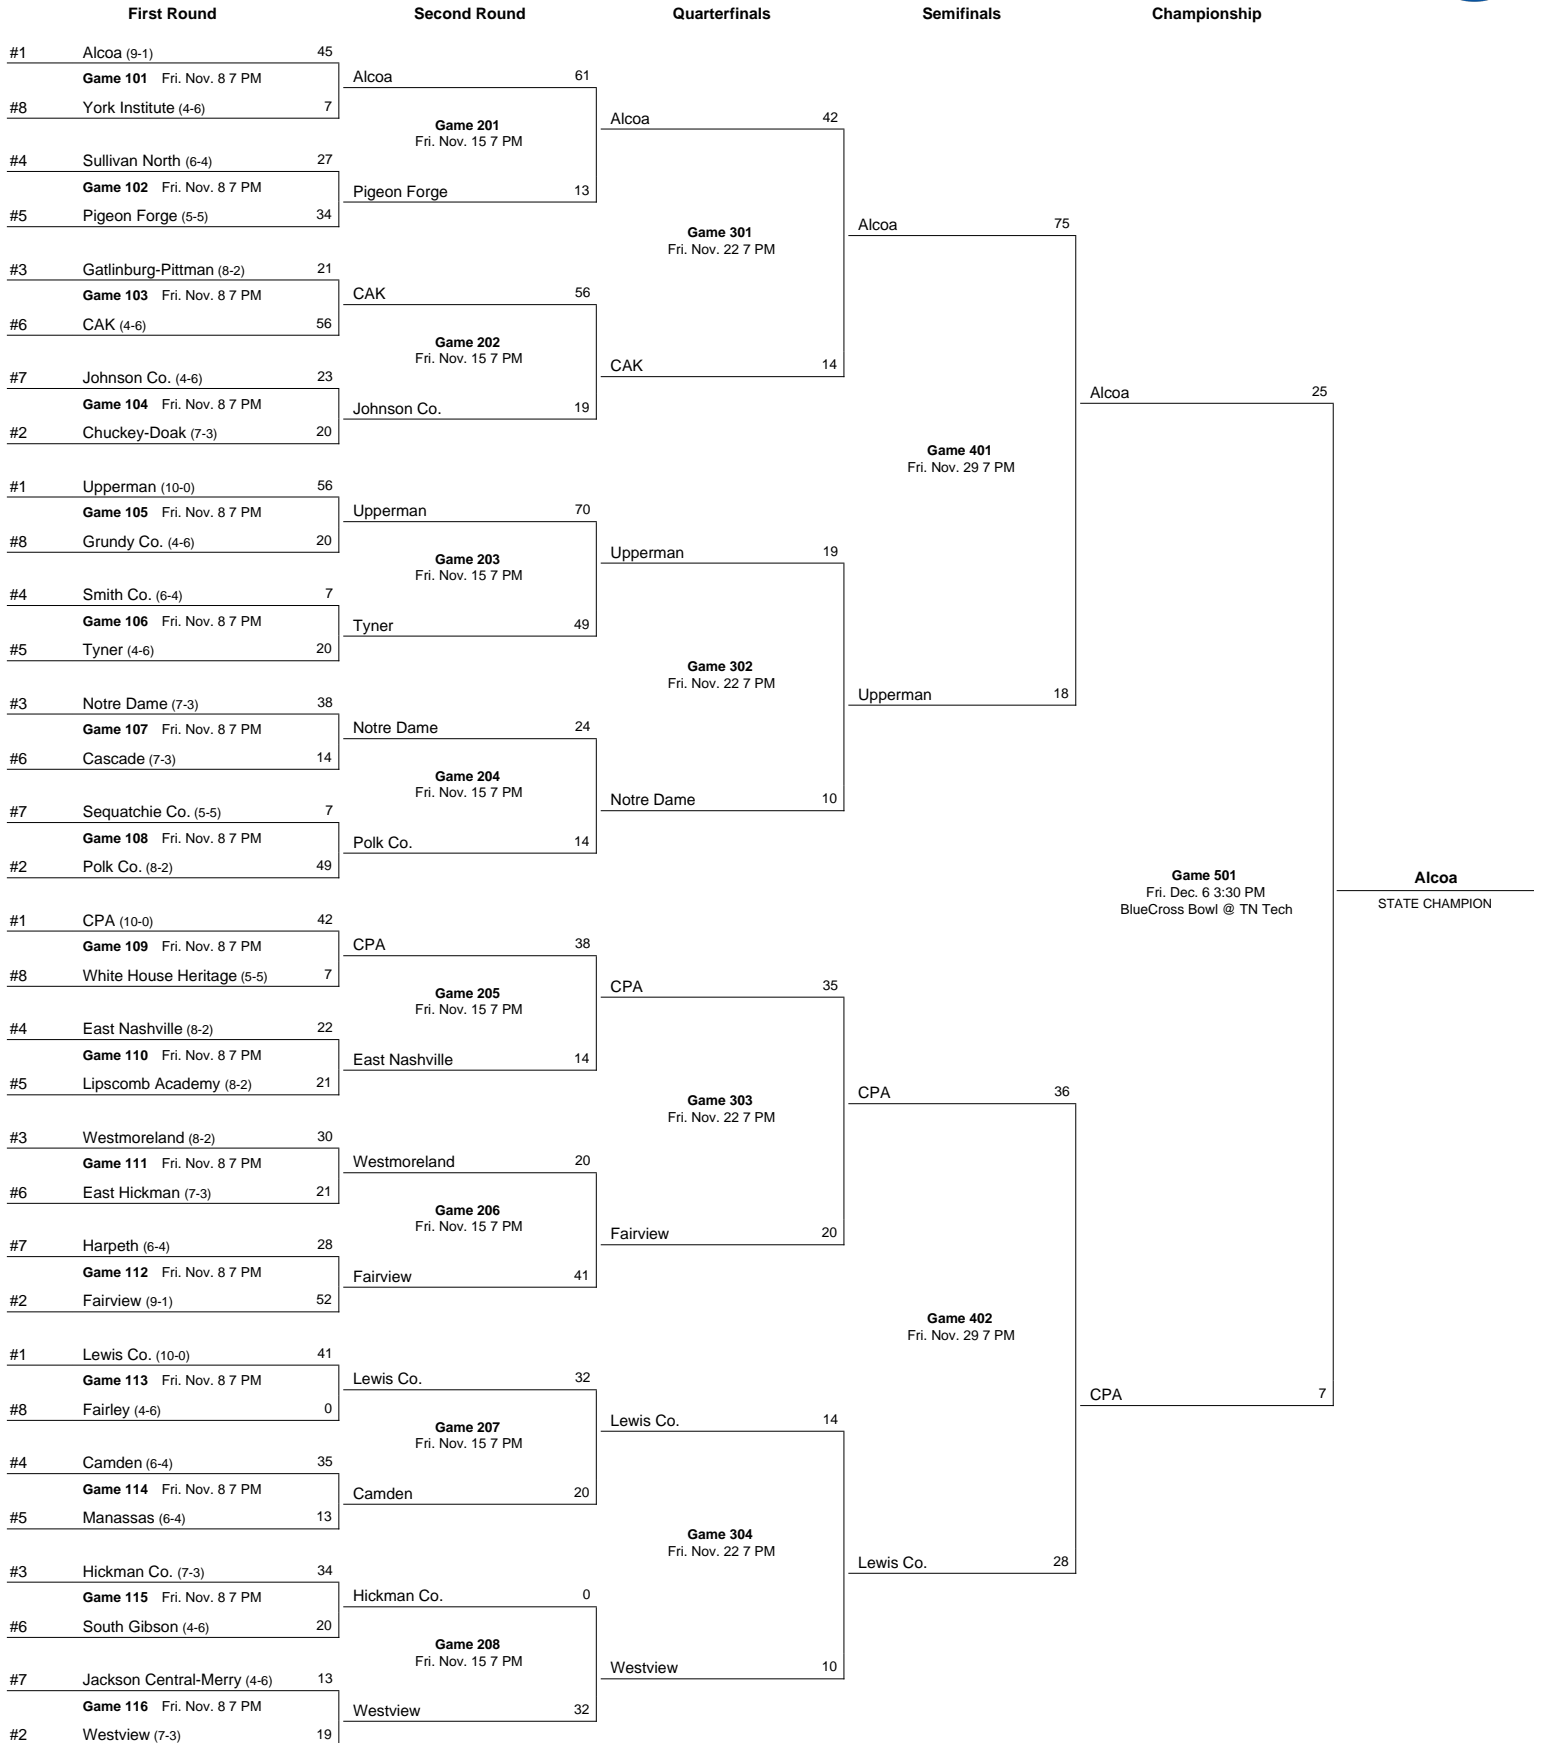 First Round Second Round Quarterfinals Semifinals Championship
#1 Alcoa (9-1) 45
Game 101 Fri. Nov. 8 7 PM
#8 York Institute (4-6) 7
Alcoa 61
Game 201
Fri. Nov. 15 7 PM
Pigeon Forge 13
#4 Sullivan North (6-4) 27
Game 102 Fri. Nov. 8 7 PM
#5 Pigeon Forge (5-5) 34
Alcoa 42
Game 301
Fri. Nov. 22 7 PM
CAK 14
#3 Gatlinburg-Pittman (8-2) 21
Game 103 Fri. Nov. 8 7 PM
#6 CAK (4-6) 56
CAK 56
Game 202
Fri. Nov. 15 7 PM
Johnson Co. 19
#7 Johnson Co. (4-6) 23
Game 104 Fri. Nov. 8 7 PM
#2 Chuckey-Doak (7-3) 20
Alcoa 75
Game 401
Fri. Nov. 29 7 PM
Upperman 18
#1 Upperman (10-0) 56
Game 105 Fri. Nov. 8 7 PM
#8 Grundy Co. (4-6) 20
Upperman 70
Game 203
Fri. Nov. 15 7 PM
Tyner 49
#4 Smith Co. (6-4) 7
Game 106 Fri. Nov. 8 7 PM
#5 Tyner (4-6) 20
Upperman 19
Game 302
Fri. Nov. 22 7 PM
Notre Dame 10
#3 Notre Dame (7-3) 38
Game 107 Fri. Nov. 8 7 PM
#6 Cascade (7-3) 14
Notre Dame 24
Game 204
Fri. Nov. 15 7 PM
Polk Co. 14
#7 Sequatchie Co. (5-5) 7
Game 108 Fri. Nov. 8 7 PM
#2 Polk Co. (8-2) 49
Alcoa 25
Game 501
Fri. Dec. 6 3:30 PM
BlueCross Bowl @ TN Tech
CPA 7
Alcoa
STATE CHAMPION
#1 CPA (10-0) 42
Game 109 Fri. Nov. 8 7 PM
#8 White House Heritage (5-5) 7
CPA 38
Game 205
Fri. Nov. 15 7 PM
East Nashville 14
#4 East Nashville (8-2) 22
Game 110 Fri. Nov. 8 7 PM
#5 Lipscomb Academy (8-2) 21
CPA 35
Game 303
Fri. Nov. 22 7 PM
Fairview 20
#3 Westmoreland (8-2) 30
Game 111 Fri. Nov. 8 7 PM
#6 East Hickman (7-3) 21
Westmoreland 20
Game 206
Fri. Nov. 15 7 PM
Fairview 41
#7 Harpeth (6-4) 28
Game 112 Fri. Nov. 8 7 PM
#2 Fairview (9-1) 52
CPA 36
Game 402
Fri. Nov. 29 7 PM
Lewis Co. 28
#1 Lewis Co. (10-0) 41
Game 113 Fri. Nov. 8 7 PM
#8 Fairley (4-6) 0
Lewis Co. 32
Game 207
Fri. Nov. 15 7 PM
Camden 20
#4 Camden (6-4) 35
Game 114 Fri. Nov. 8 7 PM
#5 Manassas (6-4) 13
Lewis Co. 14
Game 304
Fri. Nov. 22 7 PM
Westview 10
#3 Hickman Co. (7-3) 34
Game 115 Fri. Nov. 8 7 PM
#6 South Gibson (4-6) 20
Hickman Co. 0
Game 208
Fri. Nov. 15 7 PM
Westview 32
#7 Jackson Central-Merry (4-6) 13
Game 116 Fri. Nov. 8 7 PM
#2 Westview (7-3) 19